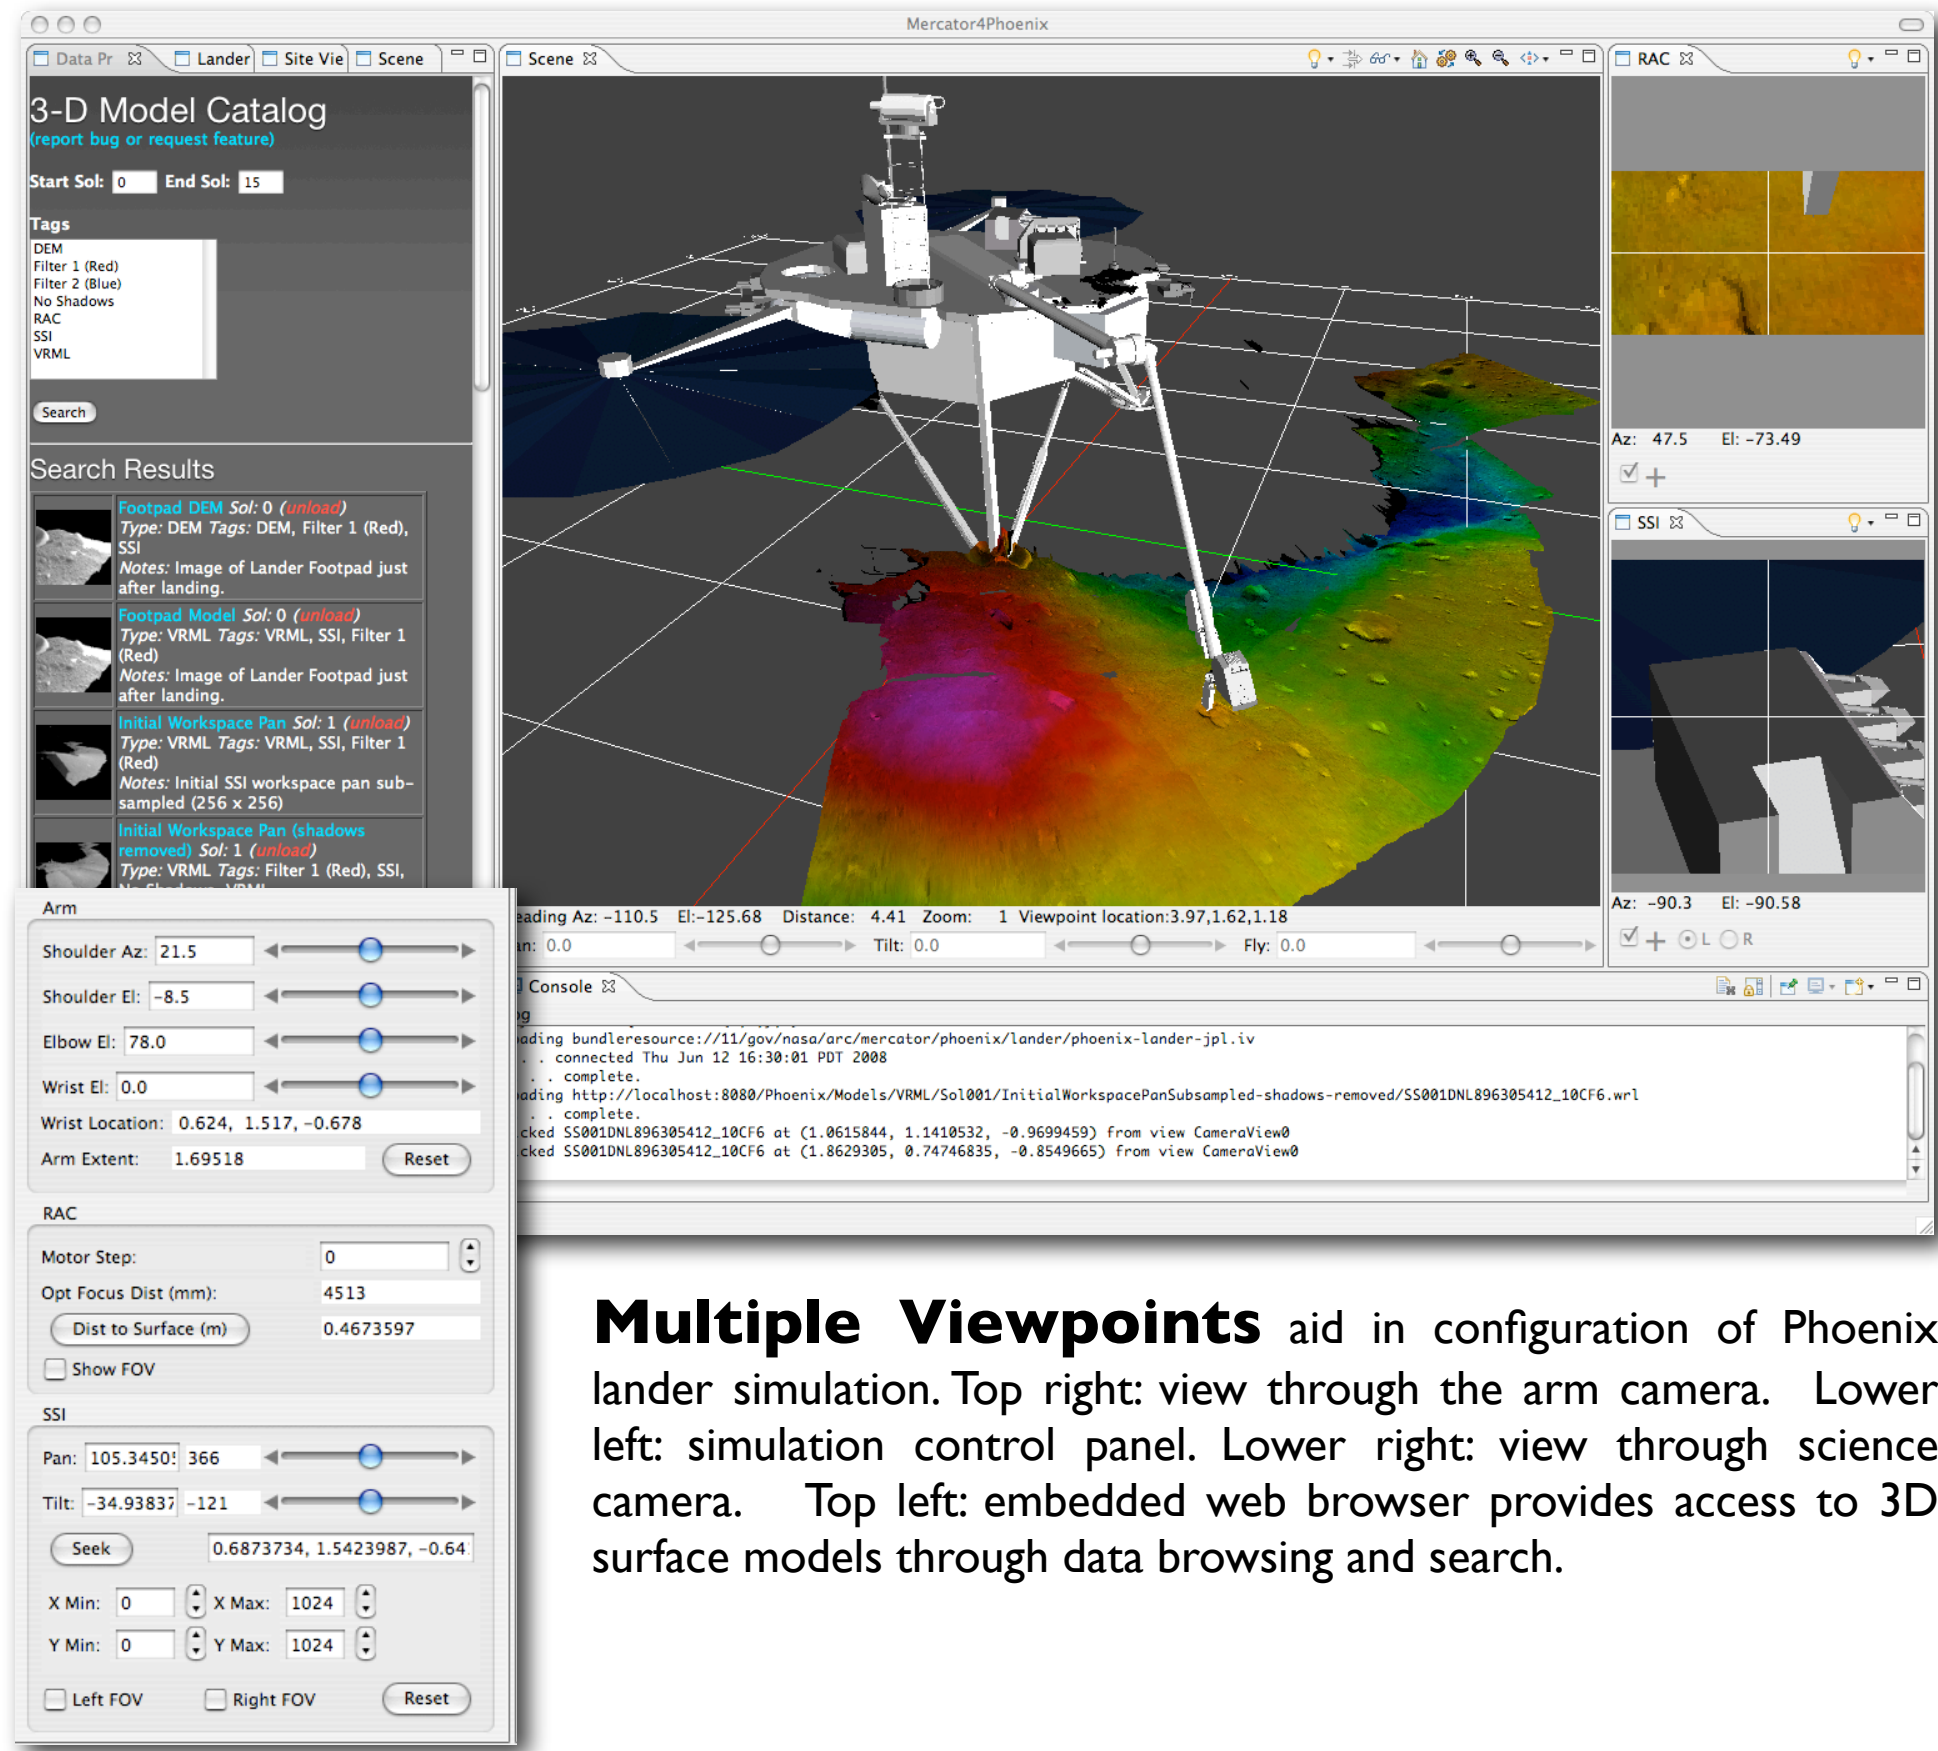 Mercator4Phoenix
Data Pr
Lander
Site Vie
Scene
3-D Model Catalog
(report bug or request feature)
Start Sol: 0 End Sol: 15
Tags
DEM
Filter 1 (Red)
Filter 2 (Blue)
No Shadows
RAC
SSI
VRML
Search
Search Results
Footpad DEM Sol: 0 (unload)
Type: DEM Tags: DEM, Filter 1 (Red),
SSI
Notes: Image of Lander Footpad just
after landing.
Footpad Model Sol: 0 (unload)
Type: VRML Tags: VRML, SSI, Filter 1
(Red)
Notes: Image of Lander Footpad just
after landing.
Initial Workspace Pan Sol: 1 (unload)
Type: VRML Tags: VRML, SSI, Filter 1
(Red)
Notes: Initial SSI workspace pan sub-
sampled (256 x 256)
Initial Workspace Pan (shadows
removed) Sol: 1 (unload)
Type: VRML Tags: Filter 1 (Red), SSI,
Scene
eading Az: -110.5 El:-125.68 Distance: 4.41 Zoom: 1 Viewpoint location:3.97,1.62,1.18
an: 0.0 Tilt: 0.0 Fly: 0.0
RAC
Az: 47.5 El: -73.49
SSI
Az: -90.3 El: -90.58
L R
Console
og
ading bundleresource://11/gov/nasa/arc/mercator/phoenix/lander/phoenix-lander-jpl.iv
. . connected Thu Jun 12 16:30:01 PDT 2008
. . complete.
ading http://localhost:8080/Phoenix/Models/VRML/Sol001/InitialWorkspacePanSubsampled-shadows-removed/SS001DNL896305412_10CF6.wrl
. . complete.
cked SS001DNL896305412_10CF6 at (1.0615844, 1.1410532, -0.9699459) from view CameraView0
cked SS001DNL896305412_10CF6 at (1.8629305, 0.74746835, -0.8549665) from view CameraView0
Arm
Shoulder Az: 21.5
Shoulder El: -8.5
Elbow El: 78.0
Wrist El: 0.0
Wrist Location: 0.624, 1.517, -0.678
Arm Extent: 1.69518 Reset
RAC
Motor Step: 0
Opt Focus Dist (mm): 4513
Dist to Surface (m) 0.4673597
Show FOV
SSI
Pan: 105.3450 366
Tilt: -34.93837 -121
Seek 0.6873734, 1.5423987, -0.64
X Min: 0 X Max: 1024
Y Min: 0 Y Max: 1024
Left FOV Right FOV Reset
Multiple Viewpoints aid in configuration of Phoenix
lander simulation. Top right: view through the arm camera. Lower
left: simulation control panel. Lower right: view through science
camera. Top left: embedded web browser provides access to 3D
surface models through data browsing and search.